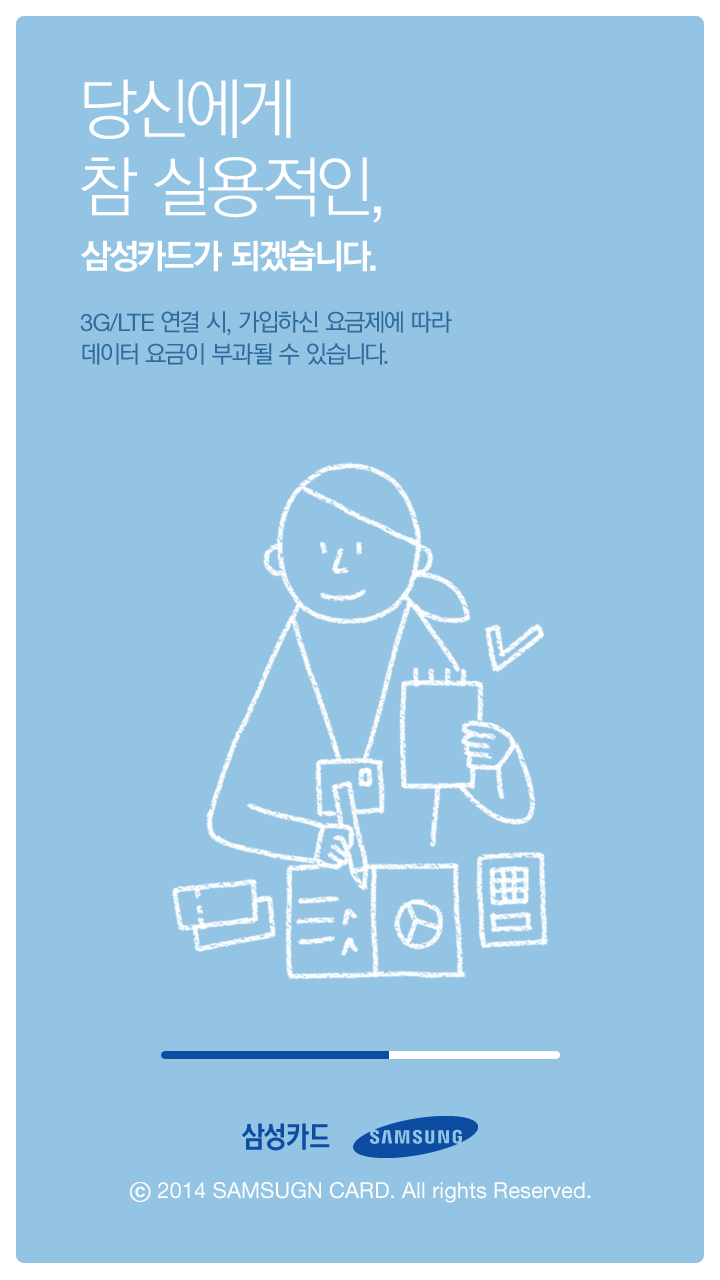 당신에게
참 실용적인,
삼성카드가 되겠습니다.
3G/LTE 연결 시, 가입하신 요금제에 따라
데이터 요금이 부과될 수 있습니다.
삼성카드 SAMSUNG
ⓒ 2014 SAMSUGN CARD. All rights Reserved.